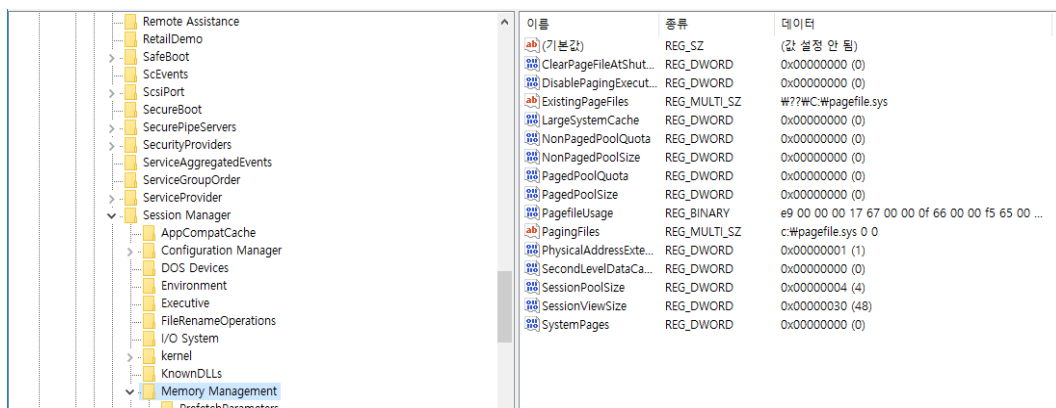 Remote Assistance
RetailDemo
SafeBoot
ScEvents
ScsiPort
SecureBoot
SecurePipeServers
SecurityProviders
ServiceAggregatedEvents
ServiceGroupOrder
ServiceProvider
Session Manager
AppCompatCache
Configuration Manager
DOS Devices
Environment
Executive
FileRenameOperations
I/O System
kernel
KnownDLLs
Memory Management
PrefetchParameters
이름 종류 데이터
(기본값) REG_SZ (값 설정 안 됨)
ClearPageFileAtShut... REG_DWORD 0x00000000 (0)
DisablePagingExecut... REG_DWORD 0x00000000 (0)
ExistingPageFiles REG_MULTI_SZ ₩??₩C:₩pagefile.sys
LargeSystemCache REG_DWORD 0x00000000 (0)
NonPagedPoolQuota REG_DWORD 0x00000000 (0)
NonPagedPoolSize REG_DWORD 0x00000000 (0)
PagedPoolQuota REG_DWORD 0x00000000 (0)
PagedPoolSize REG_DWORD 0x00000000 (0)
PagefileUsage REG_BINARY e9 00 00 00 17 67 00 00 0f 66 00 00 f5 65 00 ...
PagingFiles REG_MULTI_SZ c:₩pagefile.sys 0 0
PhysicalAddressExte... REG_DWORD 0x00000001 (1)
SecondLevelDataCa... REG_DWORD 0x00000000 (0)
SessionPoolSize REG_DWORD 0x00000004 (4)
SessionViewSize REG_DWORD 0x00000030 (48)
SystemPages REG_DWORD 0x00000000 (0)